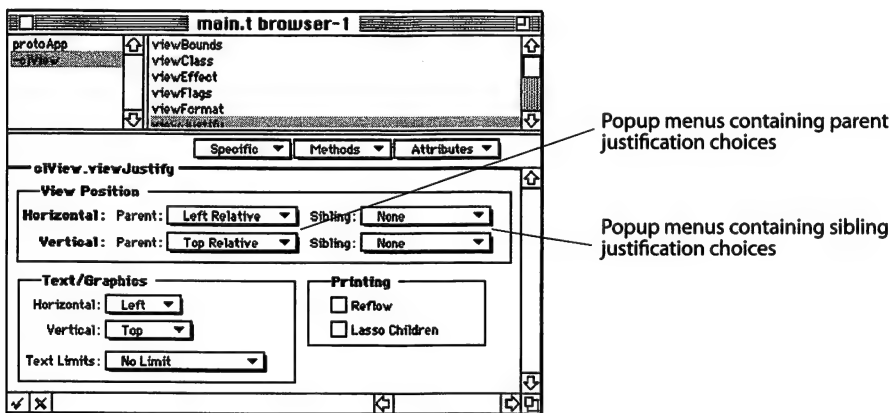 main.t browser-1
protoApp
viewBounds
viewClass
viewEffect
viewFlags
viewFormat
Specific Methods Attributes
clView.viewJustify
View Position
Horizontal: Parent: Left Relative Sibling: None
Vertical: Parent: Top Relative Sibling: None
Text/Graphics
Horizontal: Left
Vertical: Top
Text Limits: No Limit
Printing
Reflow
Lasso Children
Popup menus containing parent
justification choices
Popup menus containing sibling
justification choices